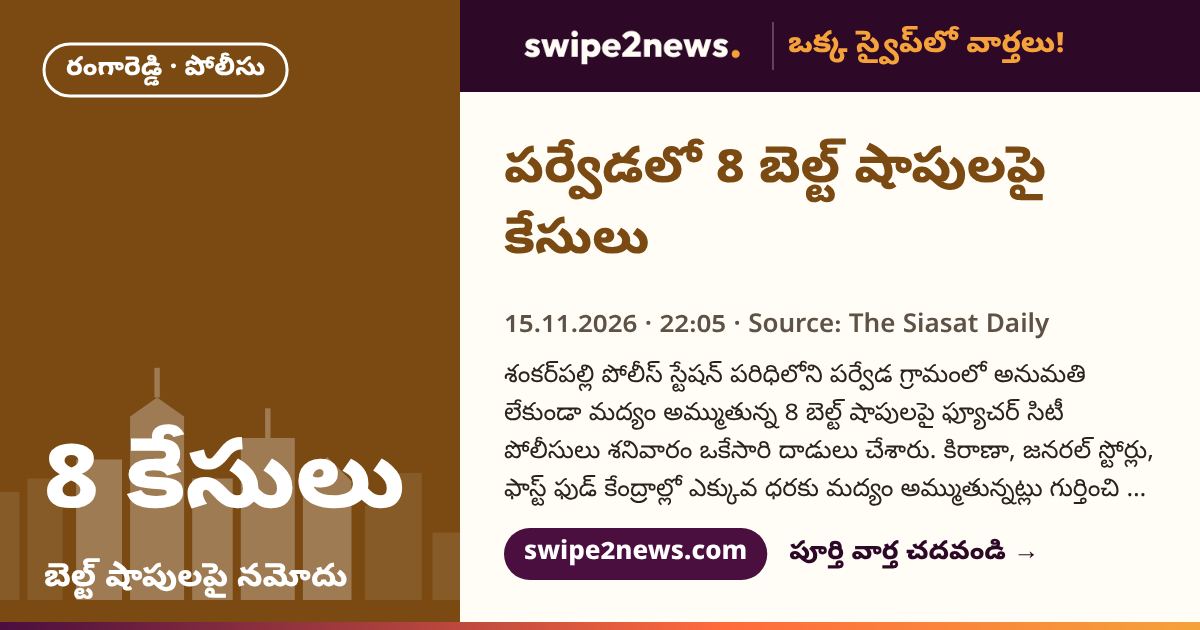 రంగారెడ్డి · పోలీసు
8 కేసులు
బెల్ట్ షాపులపై నమోదు
swipe2news.
ఒక్క స్వైప్‌లో వార్తలు!
పర్వేడలో 8 బెల్ట్ షాపులపై
కేసులు
15.11.2026 · 22:05 · Source: The Siasat Daily
శంకర్‌పల్లి పోలీస్ స్టేషన్ పరిధిలోని పర్వేడ గ్రామంలో అనుమతి
లేకుండా మద్యం అమ్ముతున్న 8 బెల్ట్ షాపులపై ఫ్యూచర్ సిటీ
పోలీసులు శనివారం ఒకేసారి దాడులు చేశారు. కిరాణా, జనరల్ స్టోర్లు,
ఫాస్ట్ ఫుడ్ కేంద్రాల్లో ఎక్కువ ధరకు మద్యం అమ్ముతున్నట్లు గుర్తించి ...
swipe2news.com
పూర్తి వార్త చదవండి →